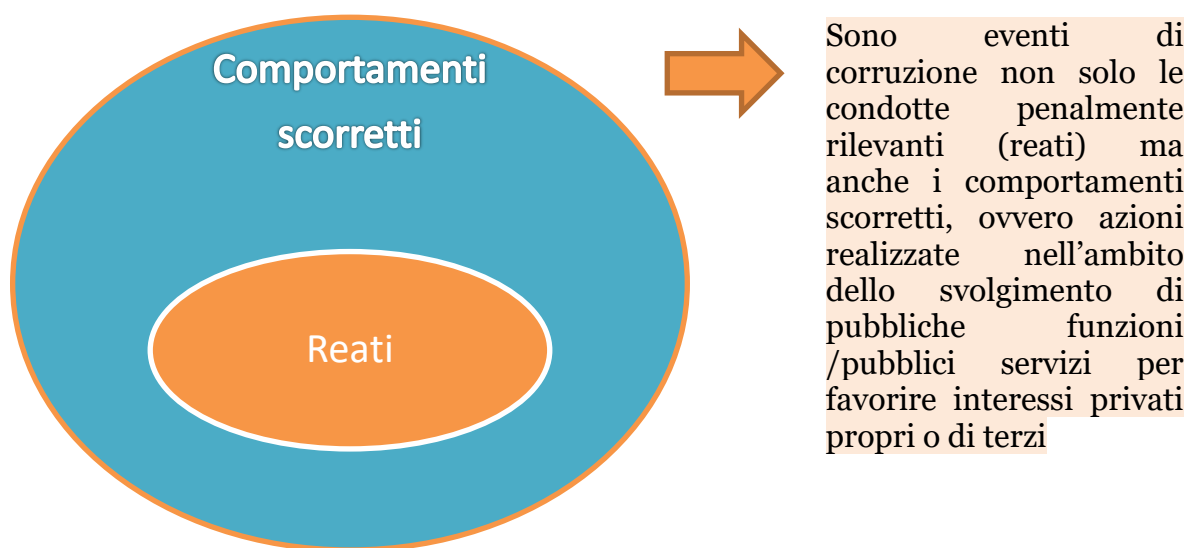 Comportamenti
scorretti
Reati
Sono eventi di
corruzione non solo le
condotte penalmente
rilevanti (reati) ma
anche i comportamenti
scorretti, ovvero azioni
realizzate nell’ambito
dello svolgimento di
pubbliche funzioni
/pubblici servizi per
favorire interessi privati
propri o di terzi